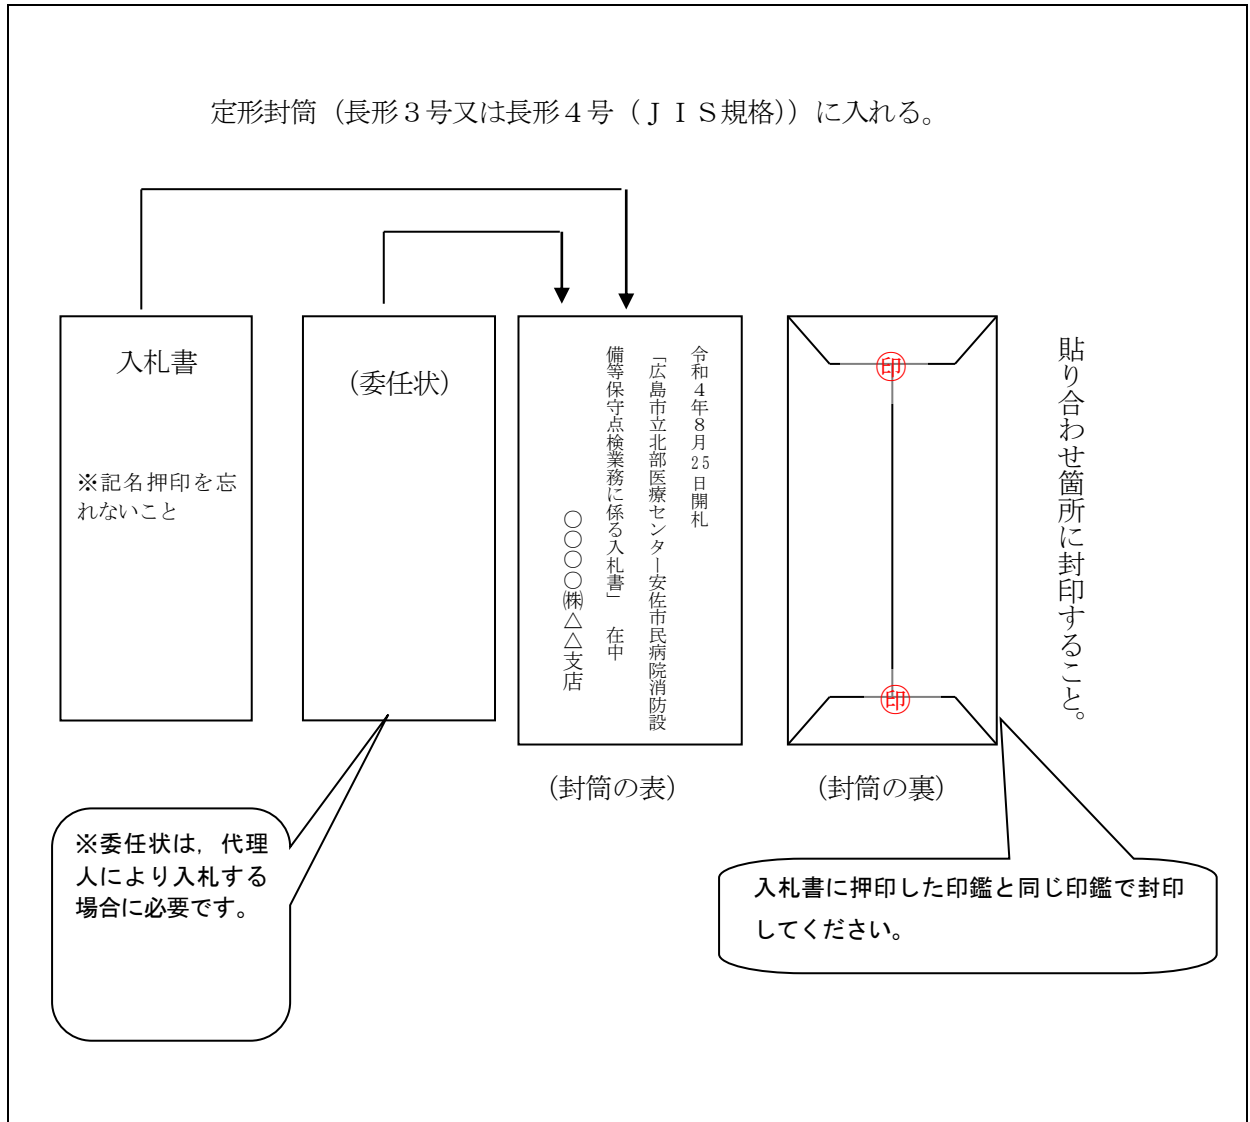 定形封筒（長形３号又は長形４号（ＪＩＳ規格））に入れる。
入札書
※記名押印を忘
れないこと
（委任状）
令和４年８月25日開札
「広島市立北部医療センター安佐市民病院消防設
備等保守点検業務に係る入札書」　在中
○○○○㈱△△支店
印
印
貼り合わせ箇所に封印すること。
（封筒の表）
（封筒の裏）
※委任状は，代理
人により入札する
場合に必要です。
入札書に押印した印鑑と同じ印鑑で封印
してください。